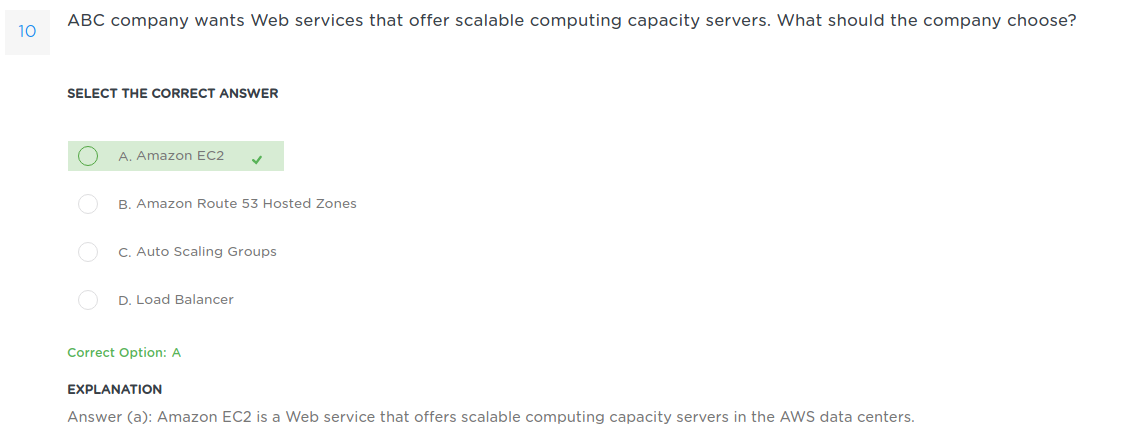 10
ABC company wants Web services that offer scalable computing capacity servers. What should the company choose?
SELECT THE CORRECT ANSWER
A. Amazon EC2
B. Amazon Route 53 Hosted Zones
C. Auto Scaling Groups
D. Load Balancer
Correct Option: A
EXPLANATION
Answer (a): Amazon EC2 is a Web service that offers scalable computing capacity servers in the AWS data centers.